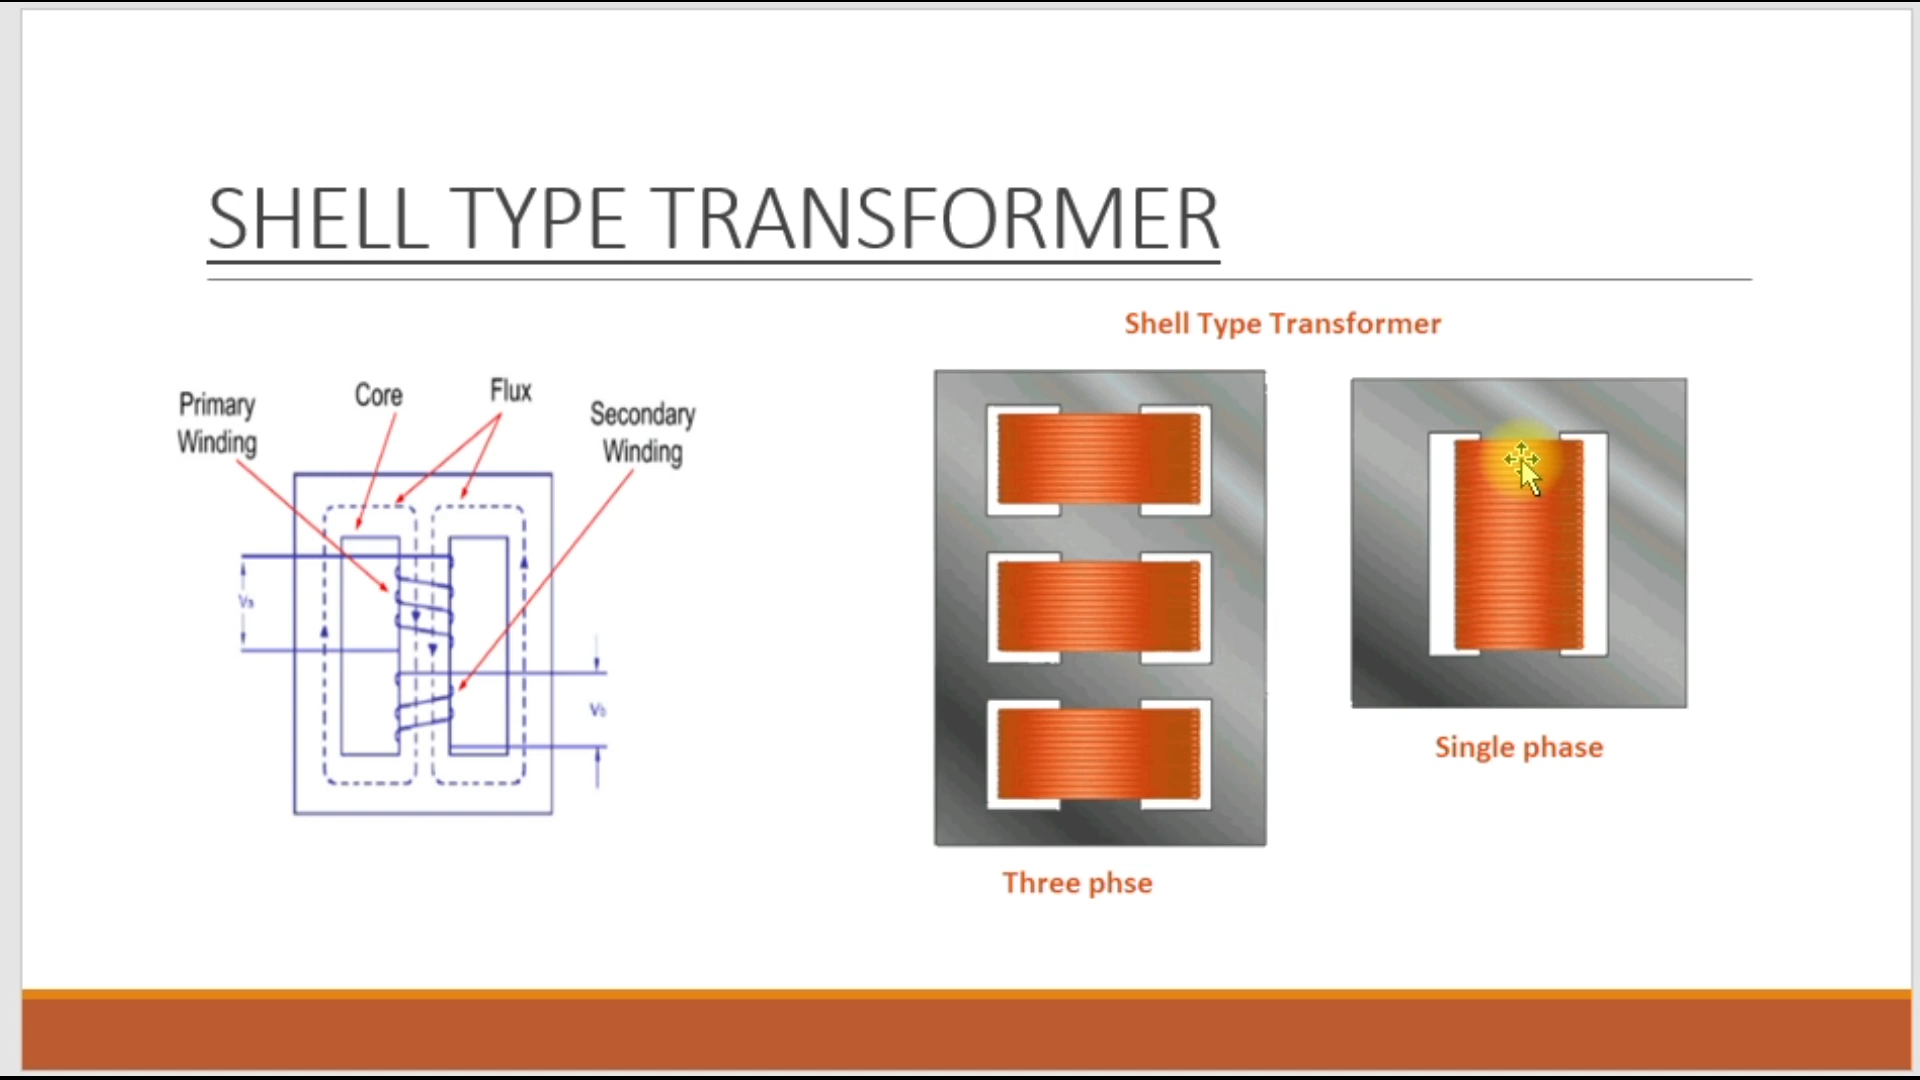 SHELL TYPE TRANSFORMER
Shell Type Transformer
Primary
Winding
Core
Flux
Secondary
Winding
Single phase
Three phse